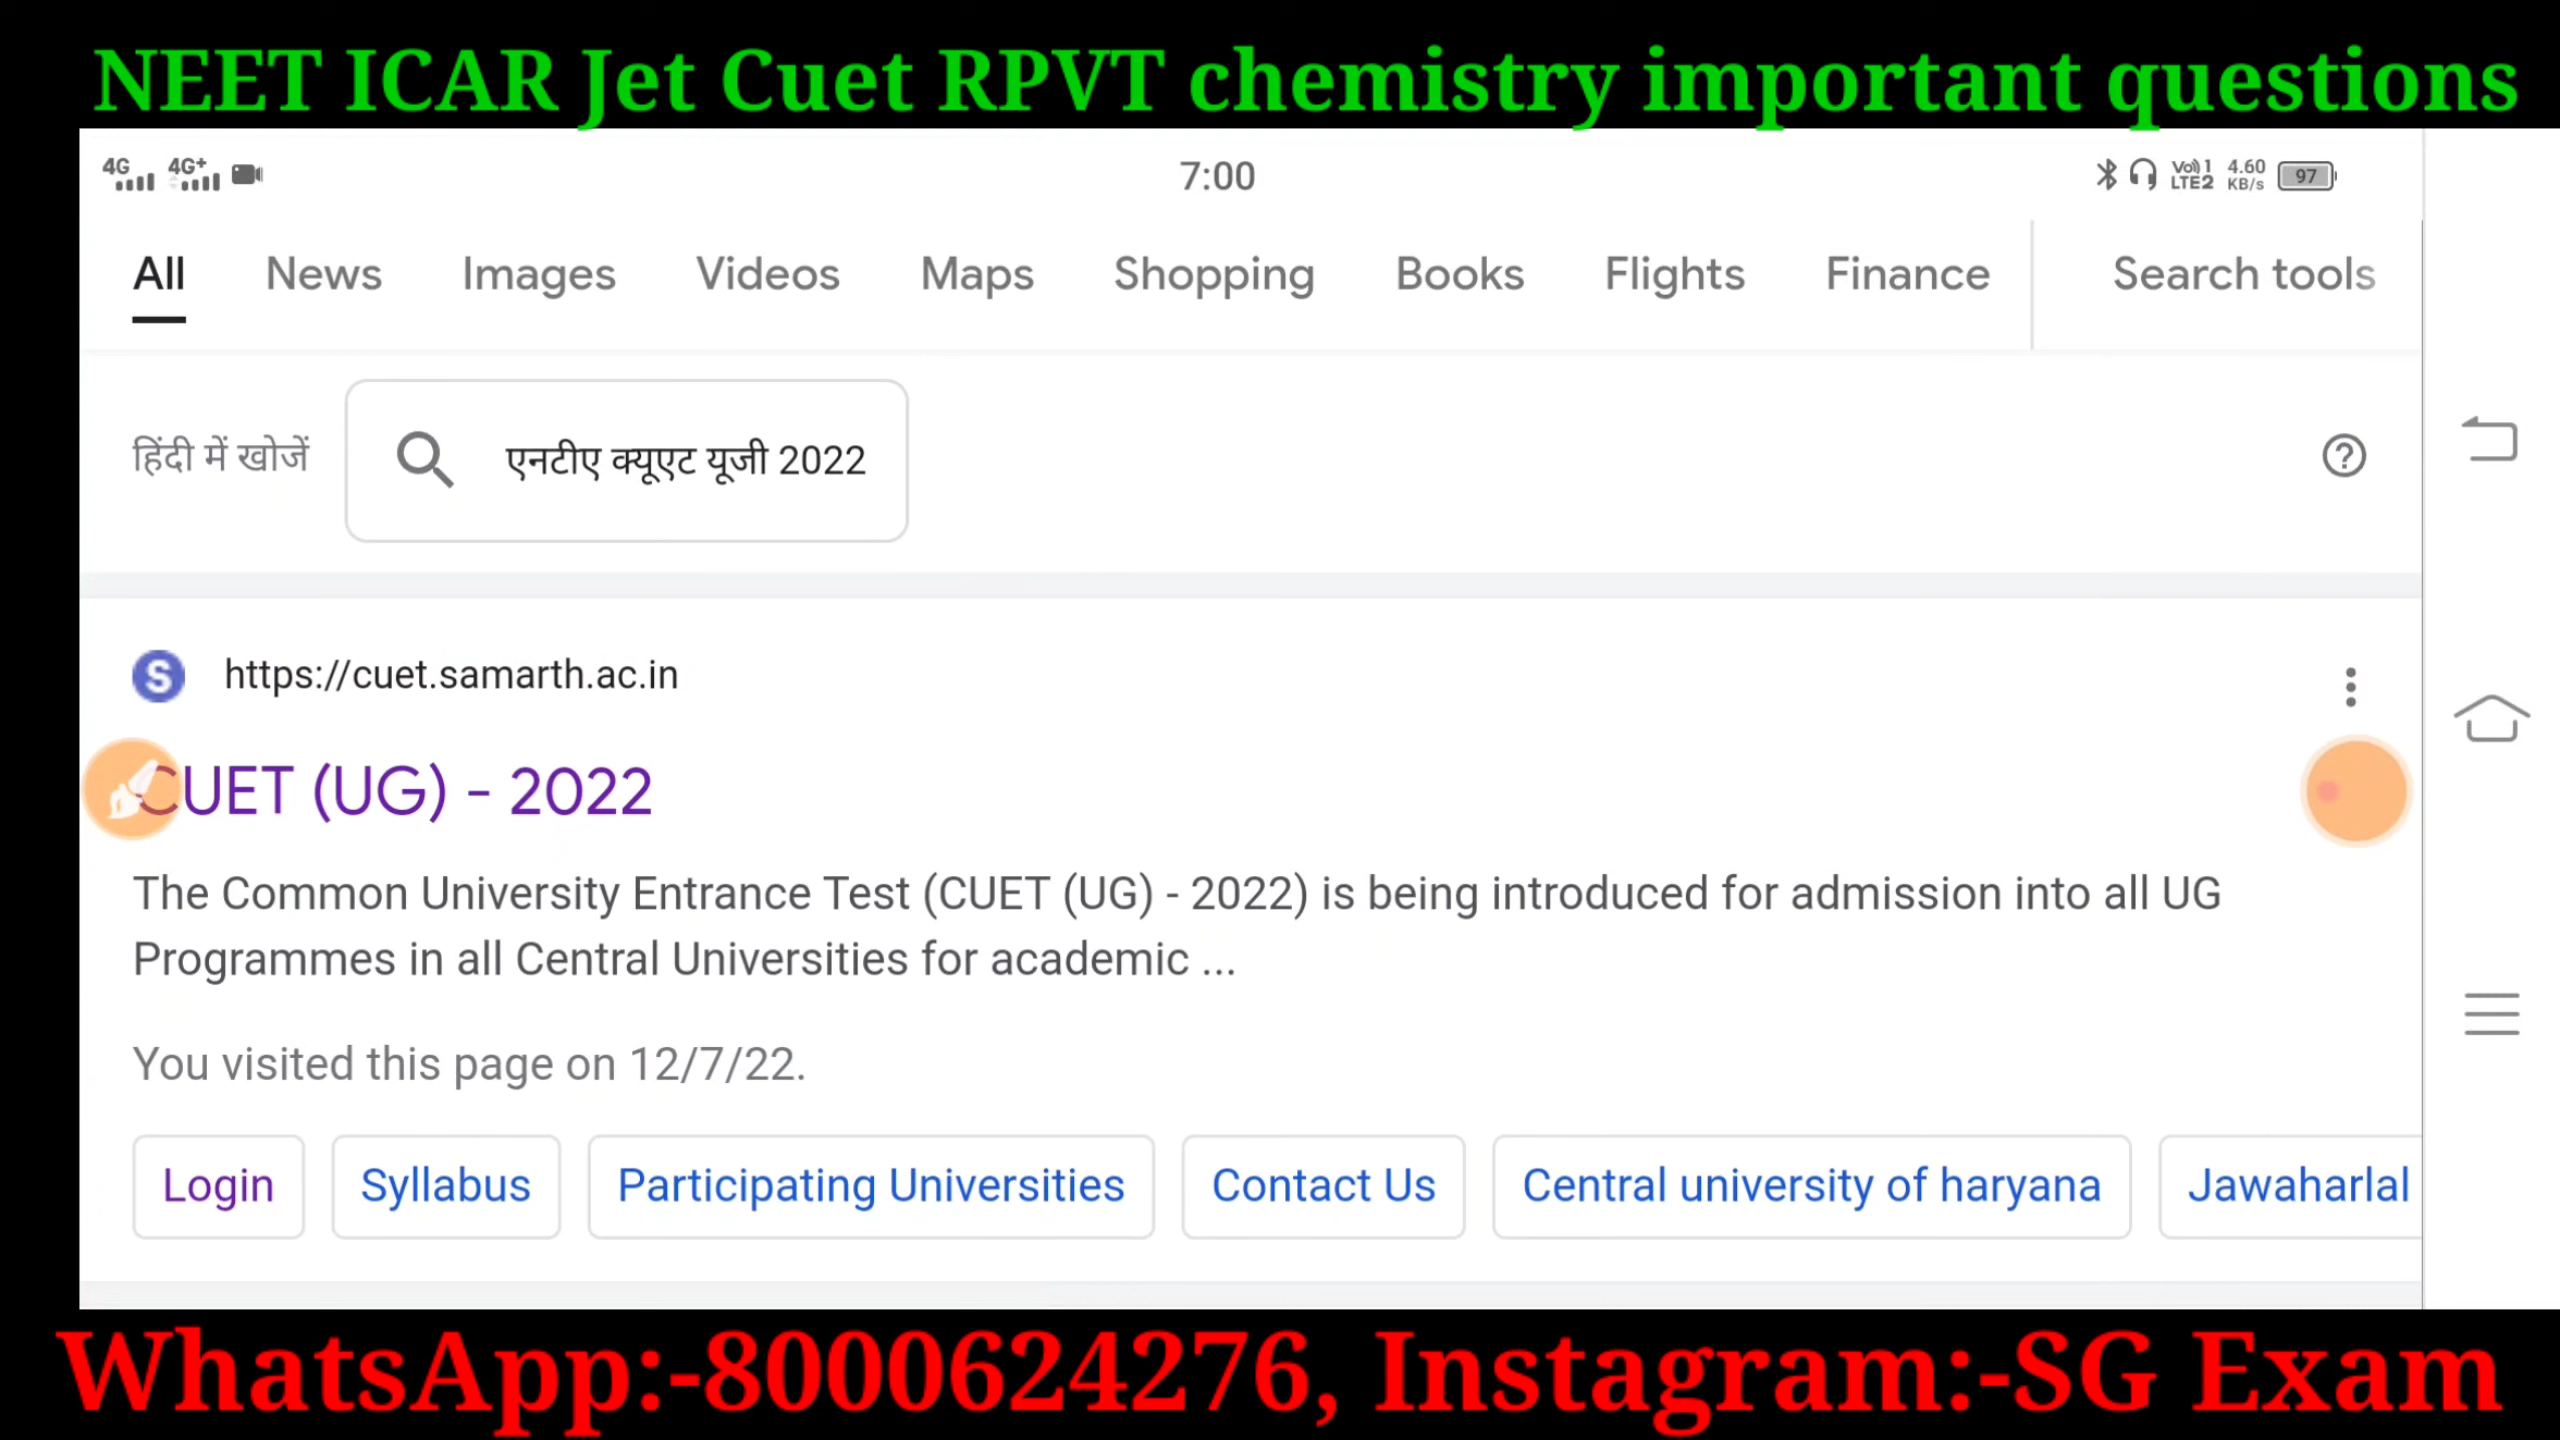 NEET ICAR Jet Cuet RPVT chemistry important questions
4G 4G+ 7:00 Vo)) 1 LTE2 4.60 KB/s 97
All News Images Videos Maps Shopping Books Flights Finance Search tools
हिंदी में खोजें एनटीए क्यूएट यूजी 2022
S https://cuet.samarth.ac.in
CUET (UG) - 2022
The Common University Entrance Test (CUET (UG) - 2022) is being introduced for admission into all UG
Programmes in all Central Universities for academic ...
You visited this page on 12/7/22.
Login Syllabus Participating Universities Contact Us Central university of haryana Jawaharlal
WhatsApp:-8000624276, Instagram:-SG Exam